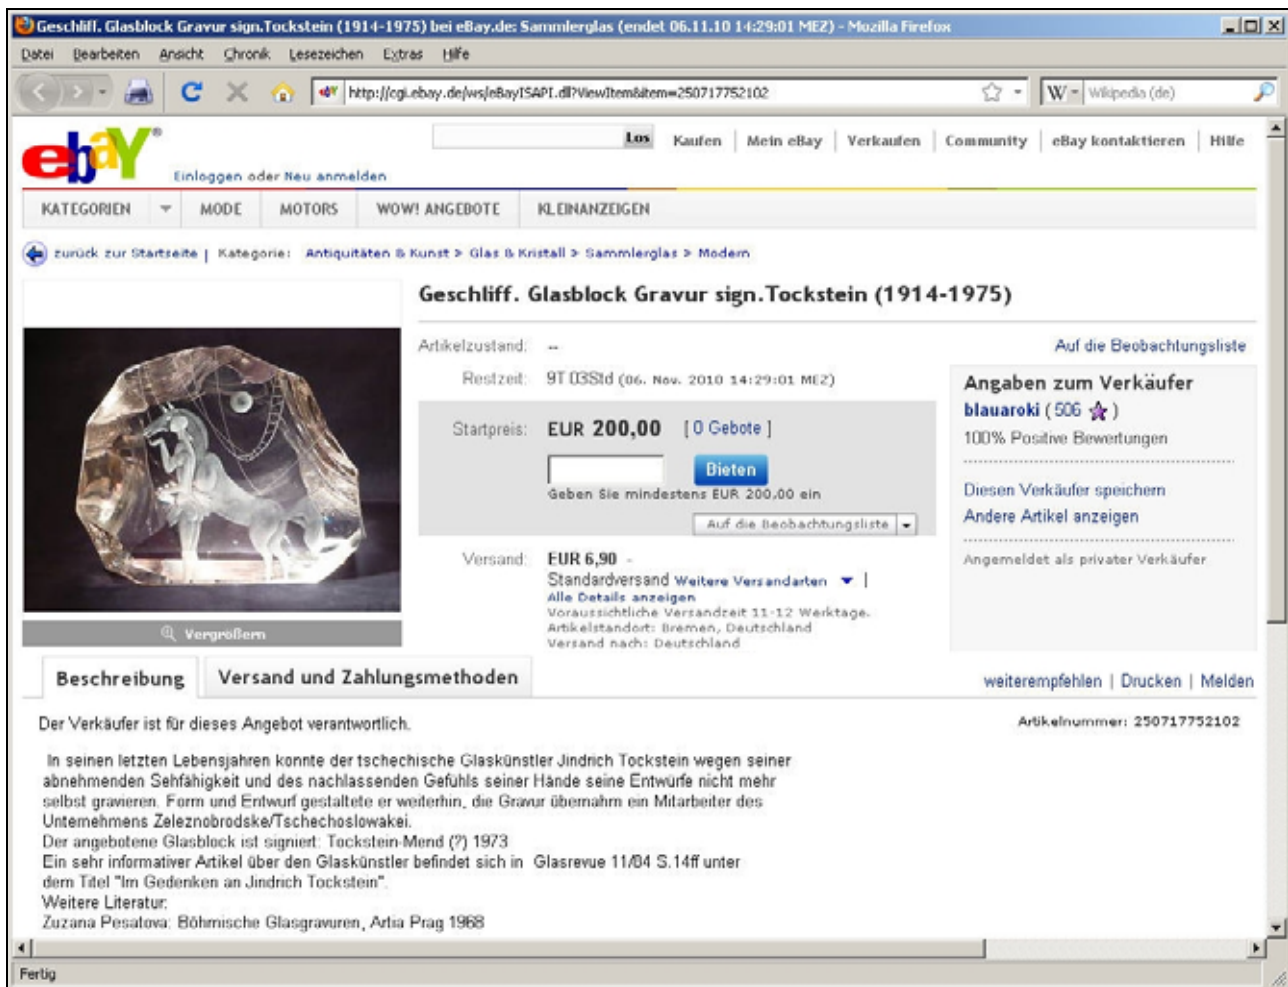 Geschliff. Glasblock Gravur sign.Tockstein (1914-1975) bei eBay.de: Sammlerglas (endet 06.11.10 14:29:01 MEZ) - Mozilla Firefox
Datei Bearbeiten Ansicht Chronik Lesezeichen Extras Hilfe
http://cgi.ebay.de/ws/eBayISAPI.dll?ViewItem&item=250717752102 W Wikipedia (de)
ebaY® Los Kaufen | Mein eBay | Verkaufen | Community | eBay kontaktieren | Hilfe
Einloggen oder Neu anmelden
KATEGORIEN MODE MOTORS WOW! ANGEBOTE KLEINANZEIGEN
zurück zur Startseite | Kategorie: Antiquitäten & Kunst > Glas & Kristall > Sammlerglas > Modern
Geschliff. Glasblock Gravur sign.Tockstein (1914-1975)
Artikelzustand: --
Auf die Beobachtungsliste
Restzeit: 9T 03Std (06. Nov. 2010 14:29:01 MEZ)
Startpreis: EUR 200,00 [ 0 Gebote ]
Bieten
Geben Sie mindestens EUR 200,00 ein
Auf die Beobachtungsliste
Versand: EUR 6,90 -
Standardversand Weitere Versandarten |
Alle Details anzeigen
Voraussichtliche Versandzeit 11-12 Werktage.
Artikelstandort: Bremen, Deutschland
Versand nach: Deutschland
Angaben zum Verkäufer
blauaroki ( 506 )
100% Positive Bewertungen
Diesen Verkäufer speichern
Andere Artikel anzeigen
Angemeldet als privater Verkäufer
Vergrößern
Beschreibung Versand und Zahlungsmethoden
weiterempfehlen | Drucken | Melden
Der Verkäufer ist für dieses Angebot verantwortlich.
Artikelnummer: 250717752102
In seinen letzten Lebensjahren konnte der tschechische Glaskünstler Jindrich Tockstein wegen seiner
abnehmenden Sehfähigkeit und des nachlassenden Gefühls seiner Hände seine Entwürfe nicht mehr
selbst gravieren. Form und Entwurf gestaltete er weiterhin, die Gravur übernahm ein Mitarbeiter des
Unternehmens Zeleznobrodske/Tschechoslowakei.
Der angebotene Glasblock ist signiert: Tockstein-Mend (?) 1973
Ein sehr informativer Artikel über den Glaskünstler befindet sich in Glasrevue 11/84 S.14ff unter
dem Titel "Im Gedenken an Jindrich Tockstein".
Weitere Literatur:
Zuzana Pesatova: Böhmische Glasgravuren, Artia Prag 1968
Fertig